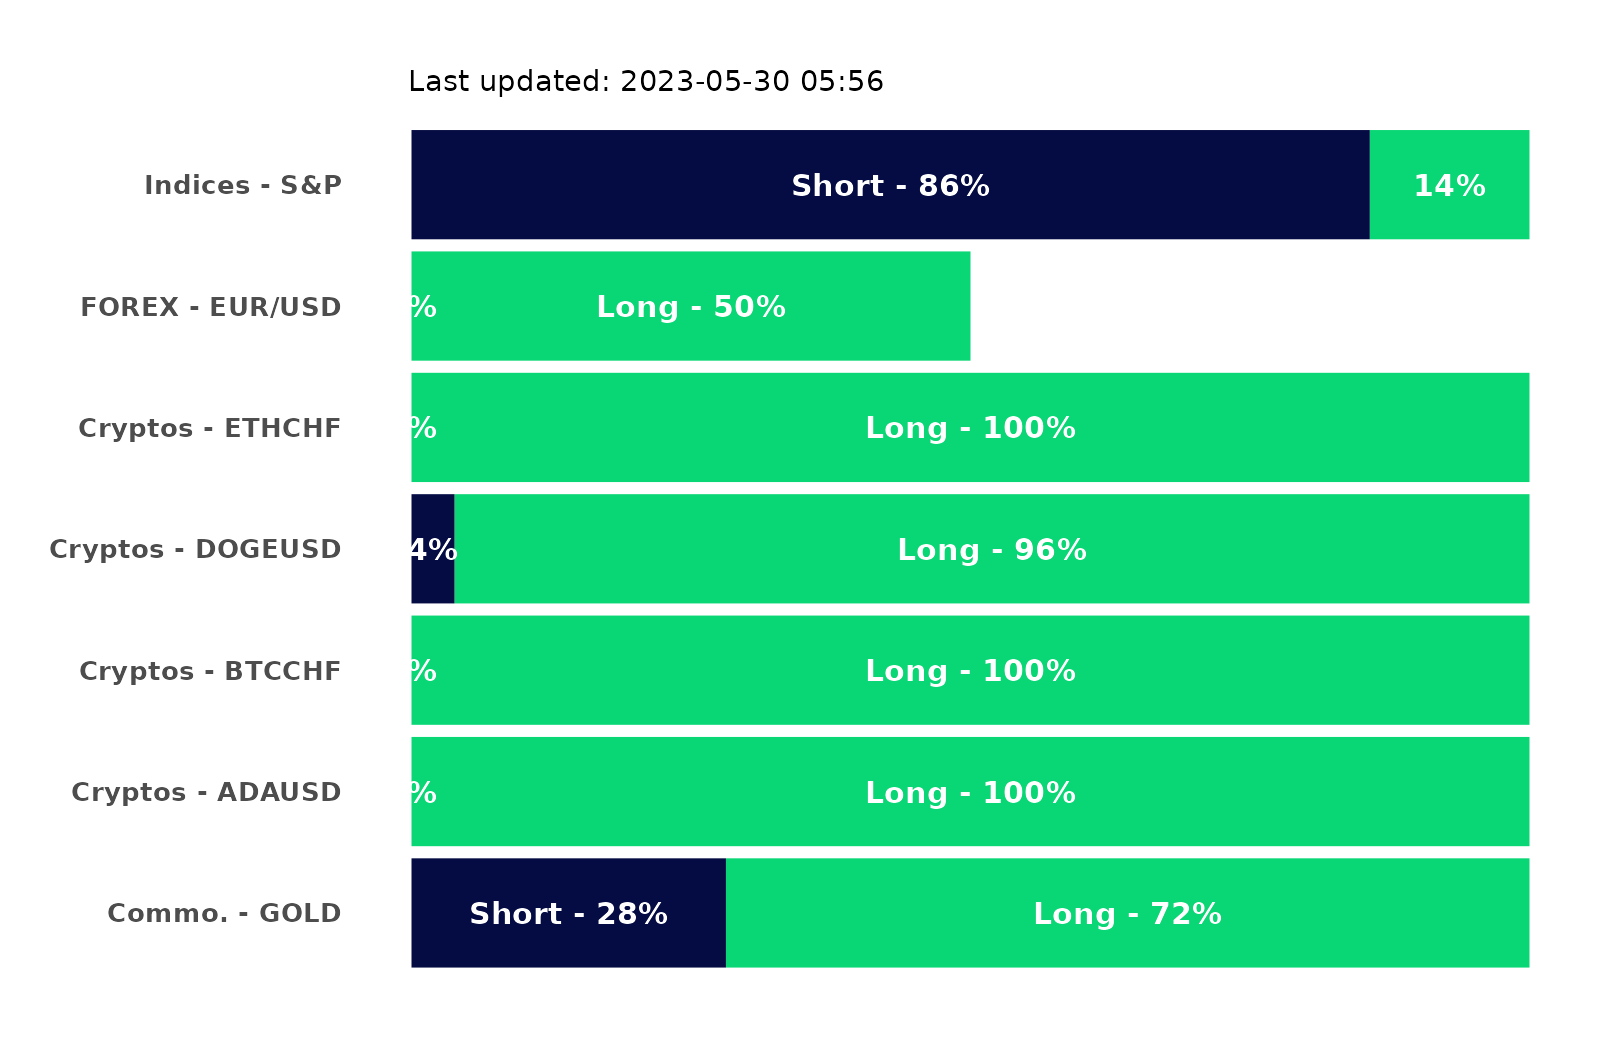 Last updated: 2023-05-30 05:56
Indices - S&P Short - 86% 14%
FOREX - EUR/USD % Long - 50%
Cryptos - ETHCHF % Long - 100%
Cryptos - DOGEUSD 4% Long - 96%
Cryptos - BTCCHF % Long - 100%
Cryptos - ADAUSD % Long - 100%
Commo. - GOLD Short - 28% Long - 72%